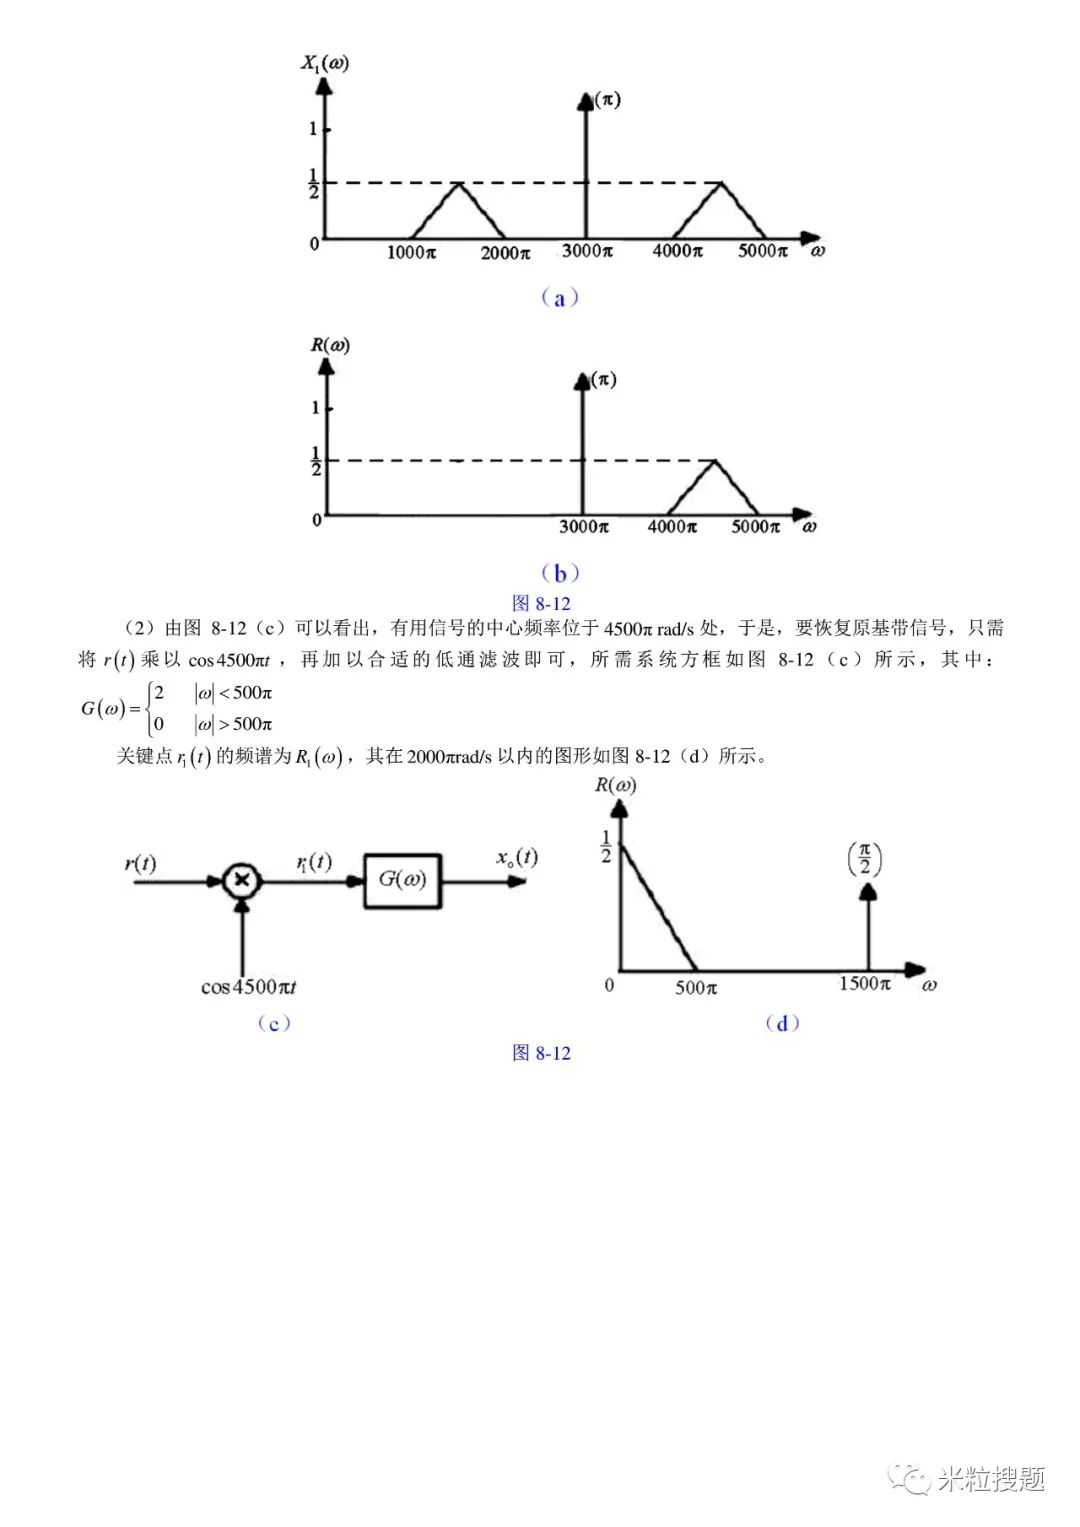 X₁(ω)
(π)
1
1/2
0
1000π 2000π 3000π 4000π 5000π ω
（a）
R(ω)
(π)
1
1/2
0
3000π 4000π 5000π ω
（b）
图 8-12
（2）由图 8-12（c）可以看出，有用信号的中心频率位于 4500π rad/s 处，于是，要恢复原基带信号，只需
将 r(t) 乘以 cos4500πt ，再加以合适的低通滤波即可，所需系统方框如图 8-12（c）所示，其中：
G(ω)={2 |ω|<500π
0 |ω|>500π
关键点 r₁(t) 的频谱为 R₁(ω)，其在 2000πrad/s 以内的图形如图 8-12（d）所示。
r(t) × r₁(t) G(ω) xₒ(t)
cos4500πt
（c）
R(ω)
1/2
(π/2)
0 500π 1500π ω
（d）
图 8-12
米粒搜题